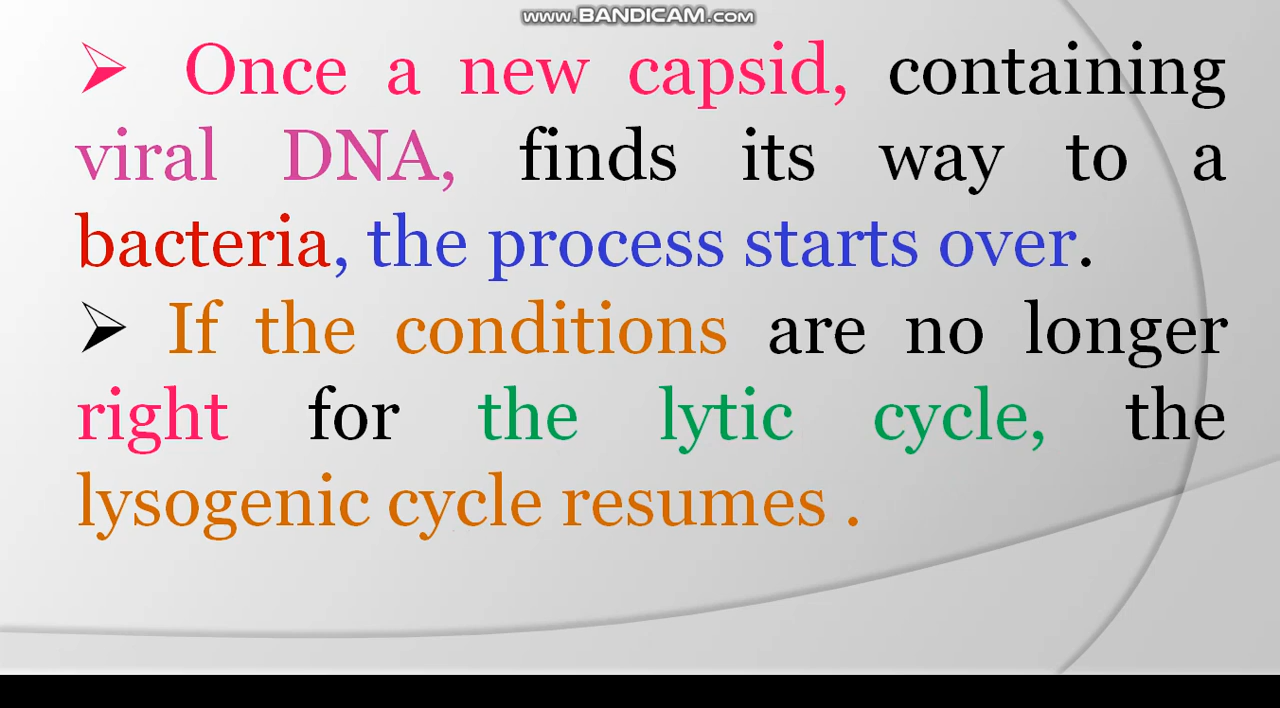 www.BANDICAM.com
➢ Once a new capsid, containing
viral DNA, finds its way to a
bacteria, the process starts over.
➢ If the conditions are no longer
right for the lytic cycle, the
lysogenic cycle resumes .